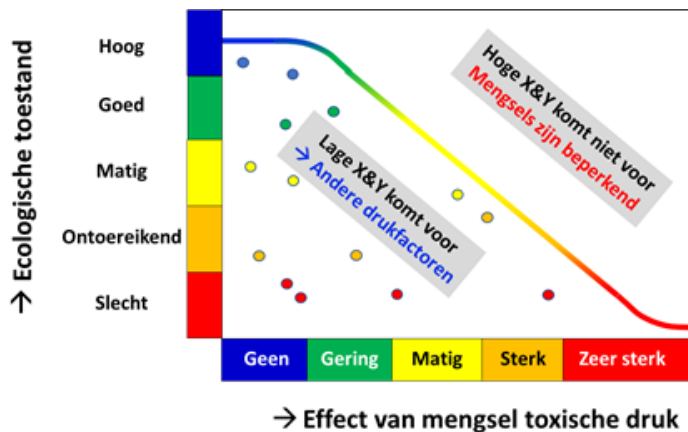 → Ecologische toestand
Hoog
Goed
Matig
Ontoereikend
Slecht
Hoge X&Y komt niet voor
Mengsels zijn beperkend
Lage X&Y komt voor
→ Andere drukfactoren
Geen
Gering
Matig
Sterk
Zeer sterk
→ Effect van mengsel toxische druk